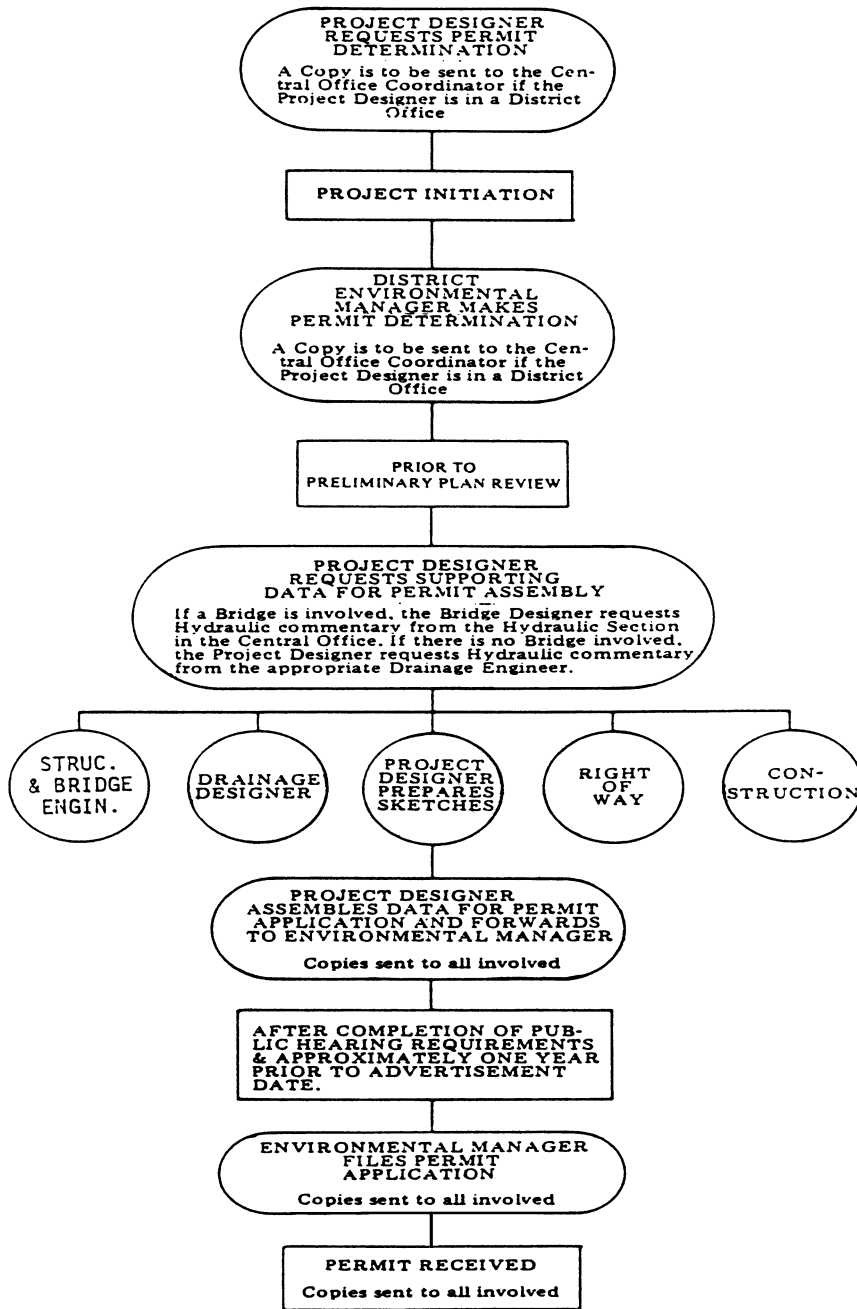 PROJECT DESIGNER
REQUESTS PERMIT
DETERMINATION
A Copy is to be sent to the Cen-
tral Office Coordinator if the
Project Designer is in a District
Office
PROJECT INITIATION
DISTRICT
ENVIRONMENTAL
MANAGER MAKES
PERMIT DETERMINATION
A Copy is to be sent to the Cen-
tral Office Coordinator if the
Project Designer is in a District
Office
PRIOR TO
PRELIMINARY PLAN REVIEW
PROJECT DESIGNER
REQUESTS SUPPORTING
DATA FOR PERMIT ASSEMBLY
If a Bridge is involved, the Bridge Designer requests
Hydraulic commentary from the Hydraulic Section
in the Central Office. If there is no Bridge involved,
the Project Designer requests Hydraulic commentary
from the appropriate Drainage Engineer.
STRUC.
& BRIDGE
ENGIN.
DRAINAGE
DESIGNER
PROJECT
DESIGNER
PREPARES
SKETCHES
RIGHT
OF
WAY
CON-
STRUCTION
PROJECT DESIGNER
ASSEMBLES DATA FOR PERMIT
APPLICATION AND FORWARDS
TO ENVIRONMENTAL MANAGER
Copies sent to all involved
AFTER COMPLETION OF PUB-
LIC HEARING REQUIREMENTS
& APPROXIMATELY ONE YEAR
PRIOR TO ADVERTISEMENT
DATE.
ENVIRONMENTAL MANAGER
FILES PERMIT
APPLICATION
Copies sent to all involved
PERMIT RECEIVED
Copies sent to all involved